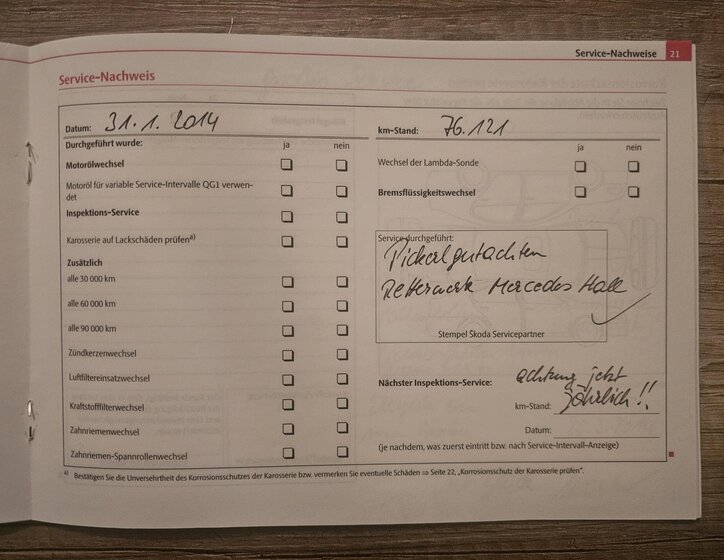 Service-Nachweise 21
Service-Nachweis
Datum: 31.1. 2014
Durchgeführt wurde: ja nein
Motorölwechsel
Motoröl für variable Service-Intervalle QG1 verwen-
det
Inspektions-Service
Karosserie auf Lackschäden prüfen a)
Zusätzlich
alle 30 000 km
alle 60 000 km
alle 90 000 km
Zündkerzenwechsel
Luftfiltereinsatzwechsel
Kraftstofffilterwechsel
Zahnriemenwechsel
Zahnriemen-Spannrollenwechsel
km-Stand: 76.121
ja nein
Wechsel der Lambda-Sonde
Bremsflüssigkeitswechsel
Service durchgeführt:
Pickerlgutachten
Mercedes Hall
Stempel Škoda Servicepartner
Nächster Inspektions-Service: achtung jetzt
km-Stand: jährlich!!
Datum:
(je nachdem, was zuerst eintritt bzw. nach Service-Intervall-Anzeige)
a) Bestätigen Sie die Unversehrtheit des Korrosionsschutzes der Karosserie bzw. vermerken Sie eventuelle Schäden ⇒ Seite 22, „Korrosionsschutz der Karosserie prüfen“.